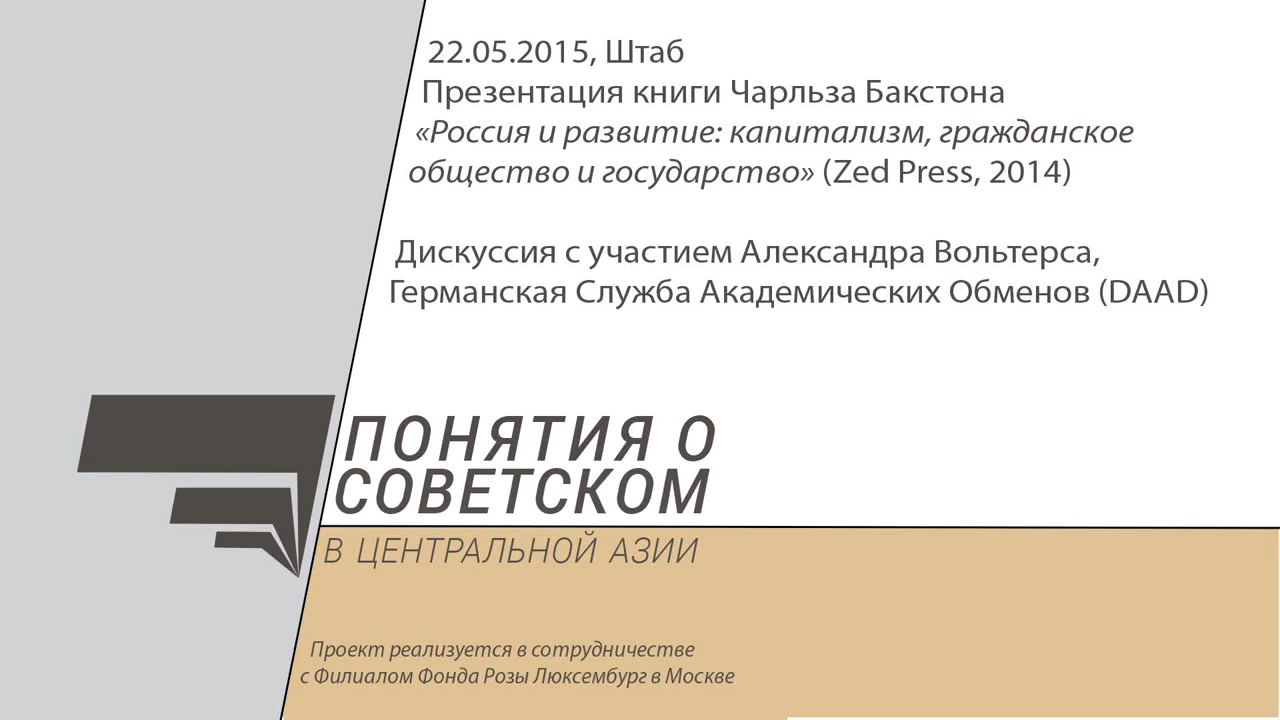 22.05.2015, Штаб
Презентация книги Чарльза Бакстона
«Россия и развитие: капитализм, гражданское
общество и государство» (Zed Press, 2014)
Дискуссия с участием Александра Вольтерса,
Германская Служба Академических Обменов (DAAD)
ПОНЯТИЯ О
СОВЕТСКОМ
В ЦЕНТРАЛЬНОЙ АЗИИ
Проект реализуется в сотрудничестве
с Филиалом Фонда Розы Люксембург в Москве